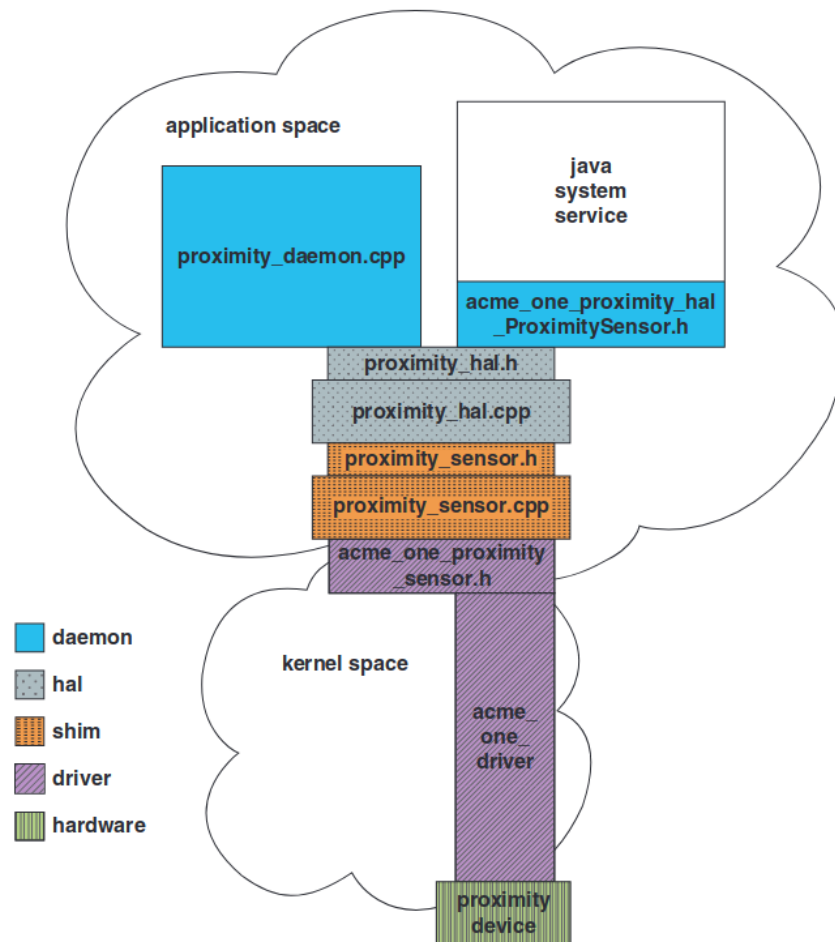 application space
java
system
service
proximity_daemon.cpp
acme_one_proximity_hal
_ProximitySensor.h
proximity_hal.h
proximity_hal.cpp
proximity_sensor.h
proximity_sensor.cpp
acme_one_proximity
_sensor.h
kernel space
acme_
one_
driver
proximity
device
daemon
hal
shim
driver
hardware